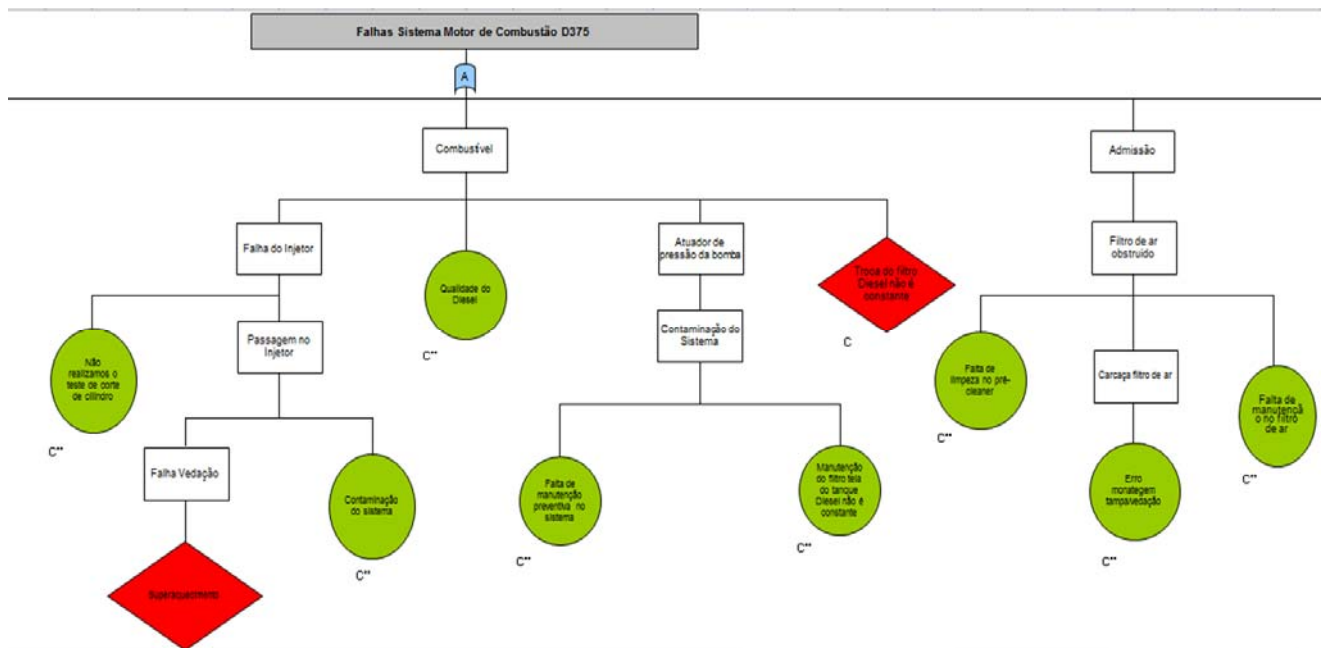 Falhas Sistema Motor de Combustão D375
A
Combustível
Admissão
Falha do Injetor
Qualidade do
Diesel
Atuador de
pressão da bomba
Troca do filtro
Diesel não é
constante
C
Filtro de ar
obstruido
Não
realizamos o
teste de corte
de cilindro
C**
Passagem no
Injetor
C**
Contaminação do
Sistema
Falta de
limpeza no pré-
cleaner
C**
Carcaça filtro de ar
Falta de
manutençã
o no filtro
de ar
C**
Falha Vedação
Contaminação
do sistema
C**
Falta de
manutenção
preventiva no
sistema
C**
Manutenção
do filtro tela
do tanque
Diesel não é
constante
C**
Erro
monategem
tampa/vedação
C**
Superaquecimento